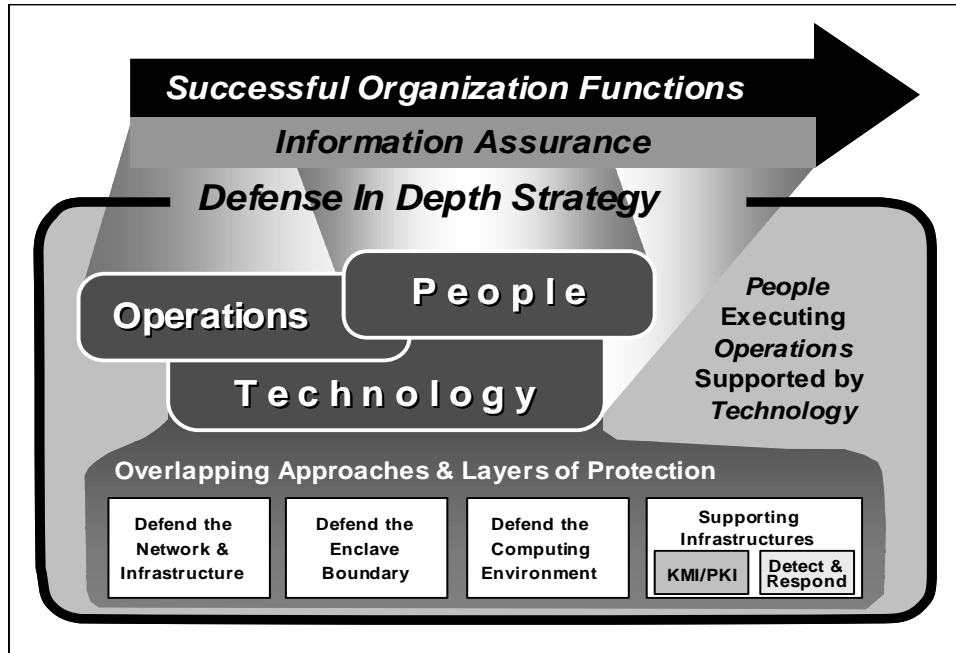 Successful Organization Functions
Information Assurance
Defense In Depth Strategy
Operations
People
Technology
People
Executing
Operations
Supported by
Technology
Overlapping Approaches & Layers of Protection
Defend the
Network &
Infrastructure
Defend the
Enclave
Boundary
Defend the
Computing
Environment
Supporting
Infrastructures
KMI/PKI
Detect &
Respond